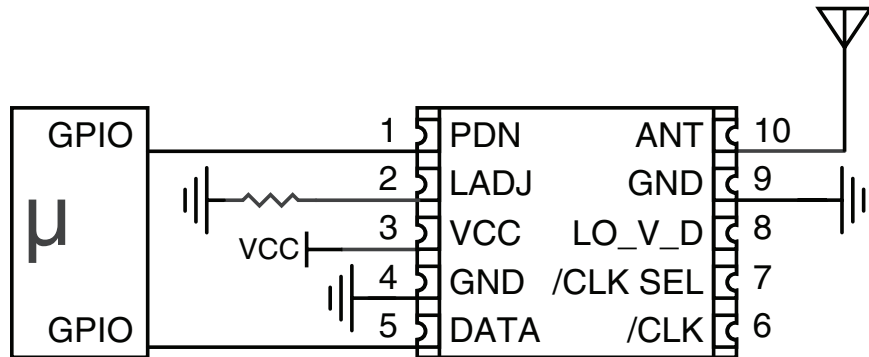 GPIO 1 PDN ANT 10
2 LADJ GND 9
µ 3 VCC LO_V_D 8
VCC
4 GND /CLK SEL 7
GPIO 5 DATA /CLK 6